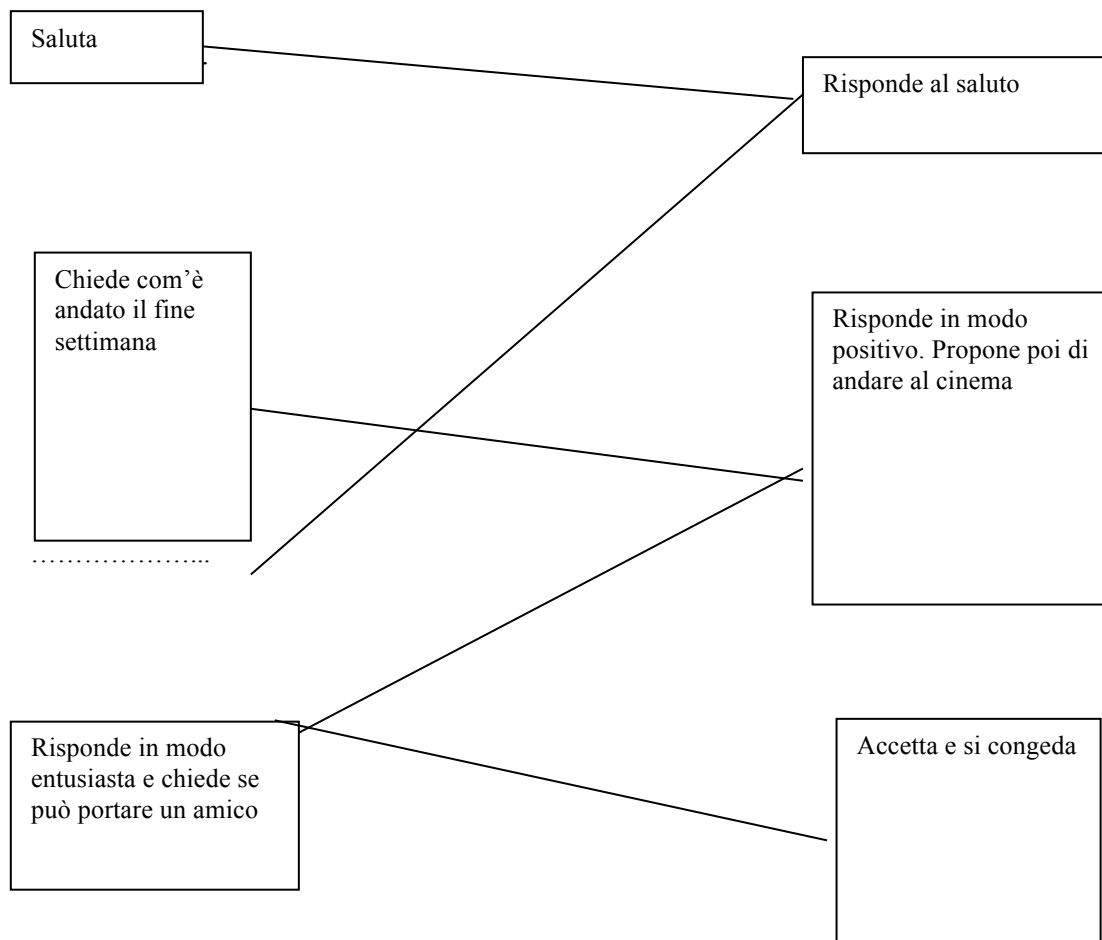 Saluta
.
Risponde al saluto
Chiede com’è
andato il fine
settimana
Risponde in modo
positivo. Propone poi di
andare al cinema
…………………...
Risponde in modo
entusiasta e chiede se
può portare un amico
Accetta e si congeda